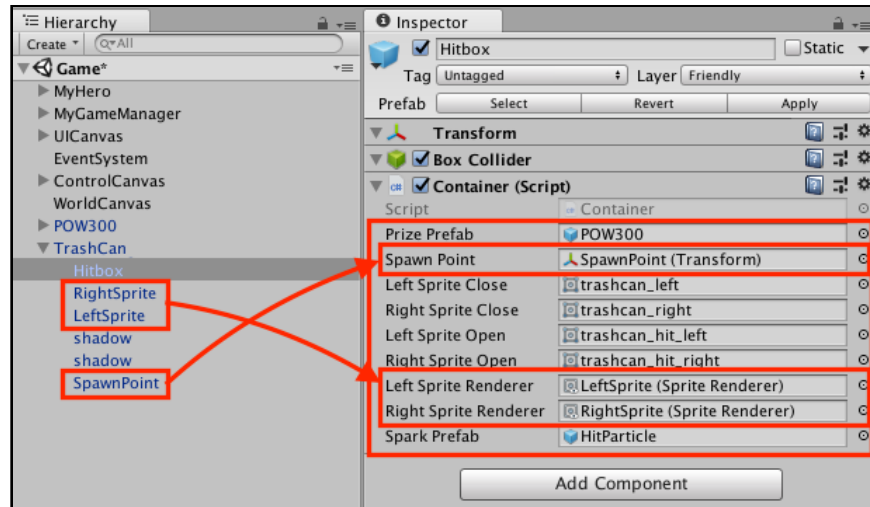 Hierarchy
Create
Q▾All
Game*
MyHero
MyGameManager
UICanvas
EventSystem
ControlCanvas
WorldCanvas
POW300
TrashCan
Hitbox
RightSprite
LeftSprite
shadow
shadow
SpawnPoint
Inspector
Hitbox Static
Tag Untagged Layer Friendly
Prefab Select Revert Apply
Transform
Box Collider
C# Container (Script)
Script Container
Prize Prefab POW300
Spawn Point SpawnPoint (Transform)
Left Sprite Close trashcan_left
Right Sprite Close trashcan_right
Left Sprite Open trashcan_hit_left
Right Sprite Open trashcan_hit_right
Left Sprite Renderer LeftSprite (Sprite Renderer)
Right Sprite Renderer RightSprite (Sprite Renderer)
Spark Prefab HitParticle
Add Component